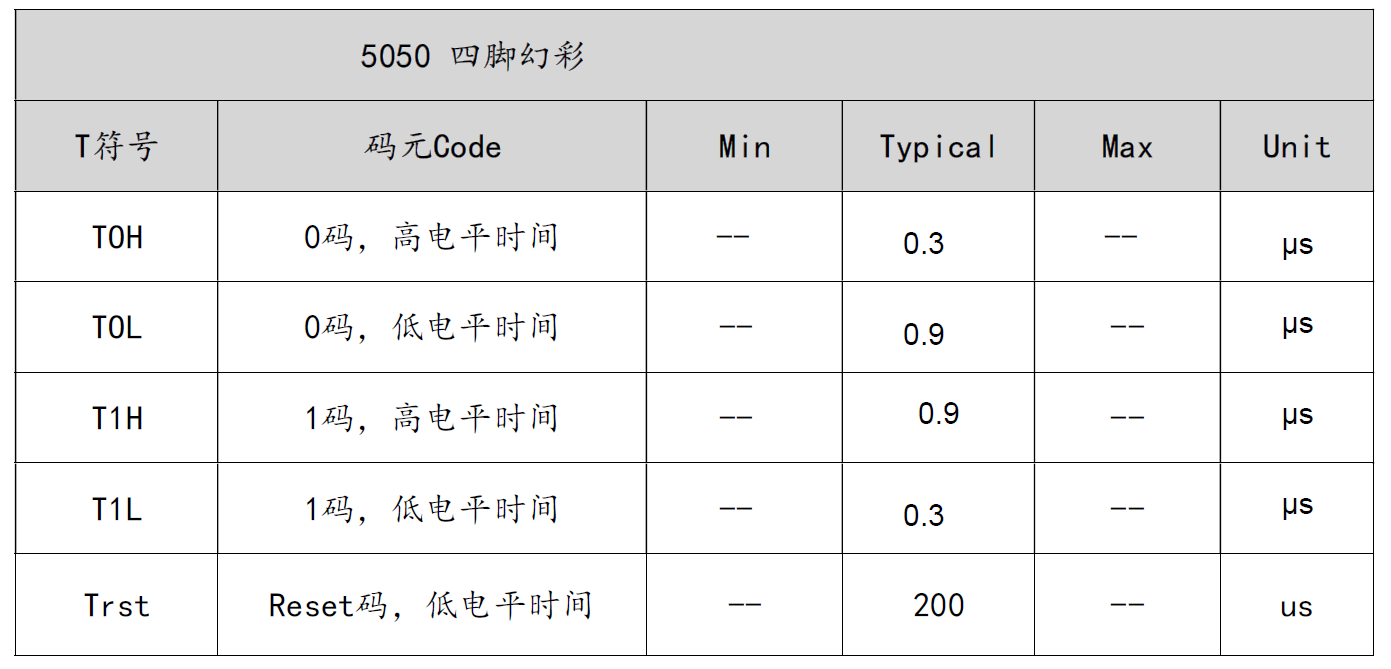 5050 四脚幻彩
T符号 码元Code Min Typical Max Unit
T0H 0码，高电平时间 -- 0.3 -- μs
T0L 0码，低电平时间 -- 0.9 -- μs
T1H 1码，高电平时间 -- 0.9 -- μs
T1L 1码，低电平时间 -- 0.3 -- μs
Trst Reset码，低电平时间 -- 200 -- us